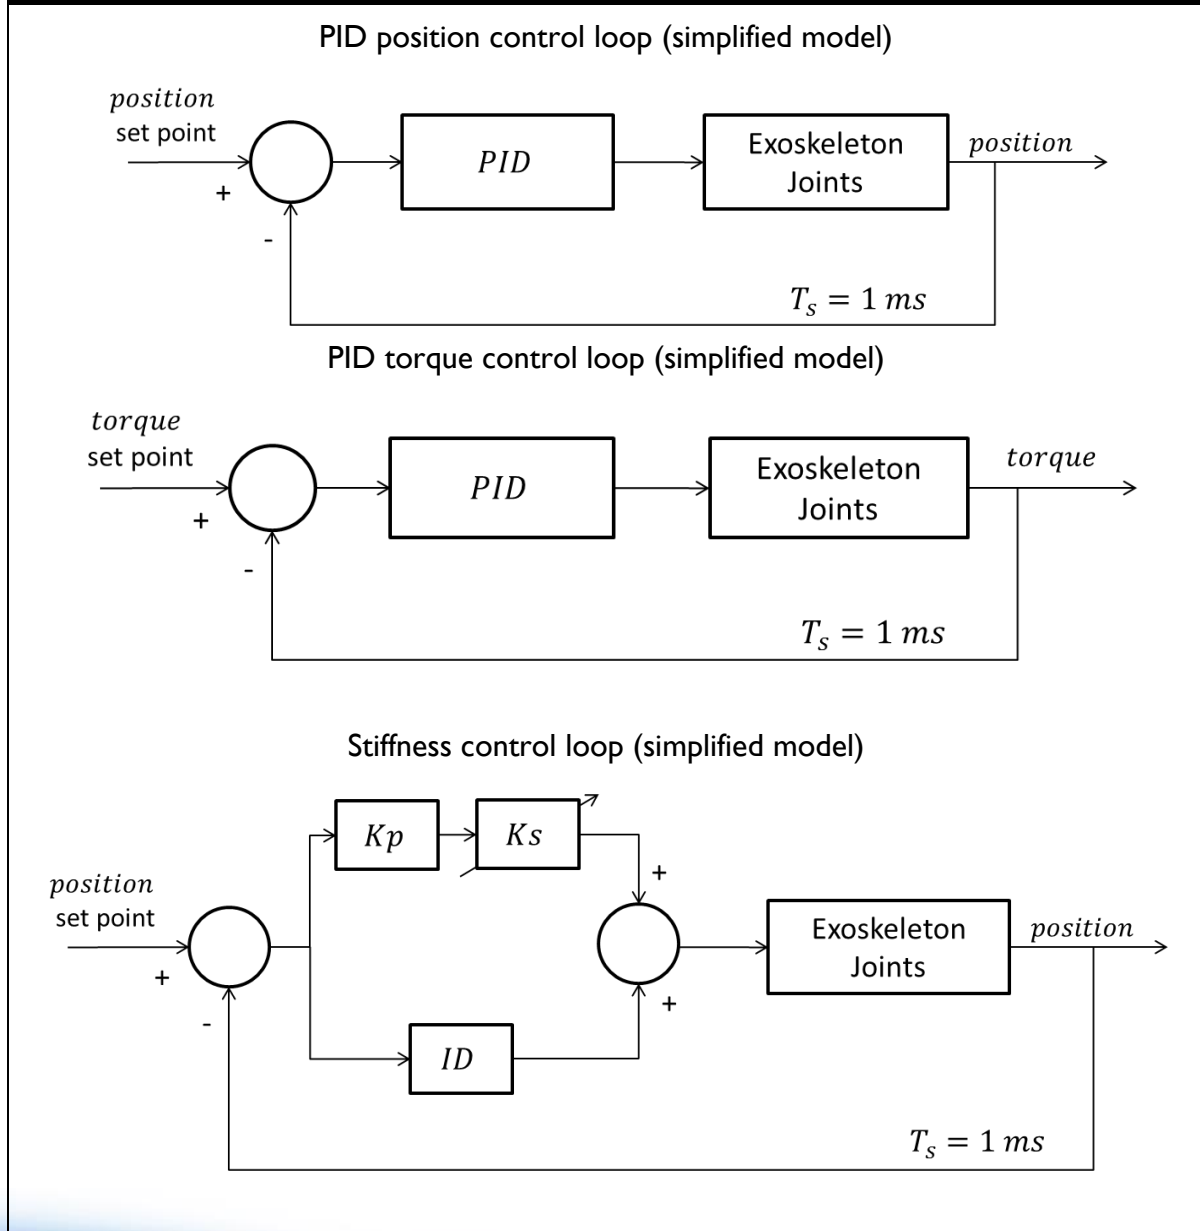 PID position control loop (simplified model)
position
set point
+
-
PID
Exoskeleton
Joints
position
T_s = 1 ms
PID torque control loop (simplified model)
torque
set point
+
-
PID
Exoskeleton
Joints
torque
T_s = 1 ms
Stiffness control loop (simplified model)
position
set point
+
-
Kp
Ks
+
ID
+
Exoskeleton
Joints
position
T_s = 1 ms